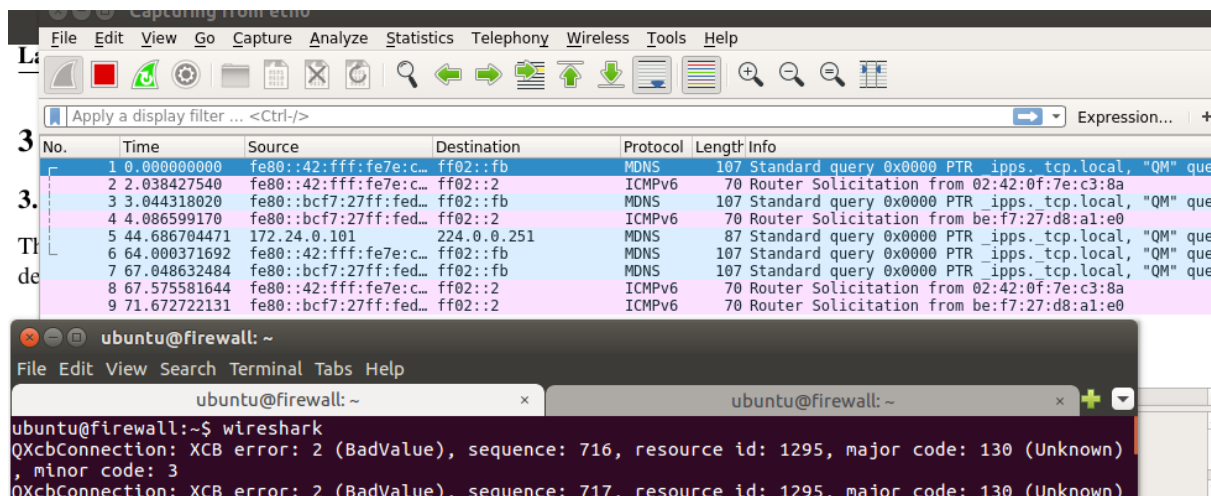 Capturing from eth0
File Edit View Go Capture Analyze Statistics Telephony Wireless Tools Help
La
Apply a display filter ... <Ctrl-/> Expression... +
3
No. Time Source Destination Protocol Length Info
1 0.000000000 fe80::42:fff:fe7e:c… ff02::fb MDNS 107 Standard query 0x0000 PTR _ipps._tcp.local, "QM" que
2 2.038427540 fe80::42:fff:fe7e:c… ff02::2 ICMPv6 70 Router Solicitation from 02:42:0f:7e:c3:8a
3.
3 3.044318020 fe80::bcf7:27ff:fed… ff02::fb MDNS 107 Standard query 0x0000 PTR _ipps._tcp.local, "QM" que
4 4.086599170 fe80::bcf7:27ff:fed… ff02::2 ICMPv6 70 Router Solicitation from be:f7:27:d8:a1:e0
Th
5 44.686704471 172.24.0.101 224.0.0.251 MDNS 87 Standard query 0x0000 PTR _ipps._tcp.local, "QM" que
6 64.000371692 fe80::42:fff:fe7e:c… ff02::fb MDNS 107 Standard query 0x0000 PTR _ipps._tcp.local, "QM" que
de
7 67.048632484 fe80::bcf7:27ff:fed… ff02::fb MDNS 107 Standard query 0x0000 PTR _ipps._tcp.local, "QM" que
8 67.575581644 fe80::42:fff:fe7e:c… ff02::2 ICMPv6 70 Router Solicitation from 02:42:0f:7e:c3:8a
9 71.672722131 fe80::bcf7:27ff:fed… ff02::2 ICMPv6 70 Router Solicitation from be:f7:27:d8:a1:e0
ubuntu@firewall: ~
File Edit View Search Terminal Tabs Help
ubuntu@firewall: ~ × ubuntu@firewall: ~ ×
ubuntu@firewall:~$ wireshark
QXcbConnection: XCB error: 2 (BadValue), sequence: 716, resource id: 1295, major code: 130 (Unknown)
, minor code: 3
QXcbConnection: XCB error: 2 (BadValue), sequence: 717, resource id: 1295, major code: 130 (Unknown)